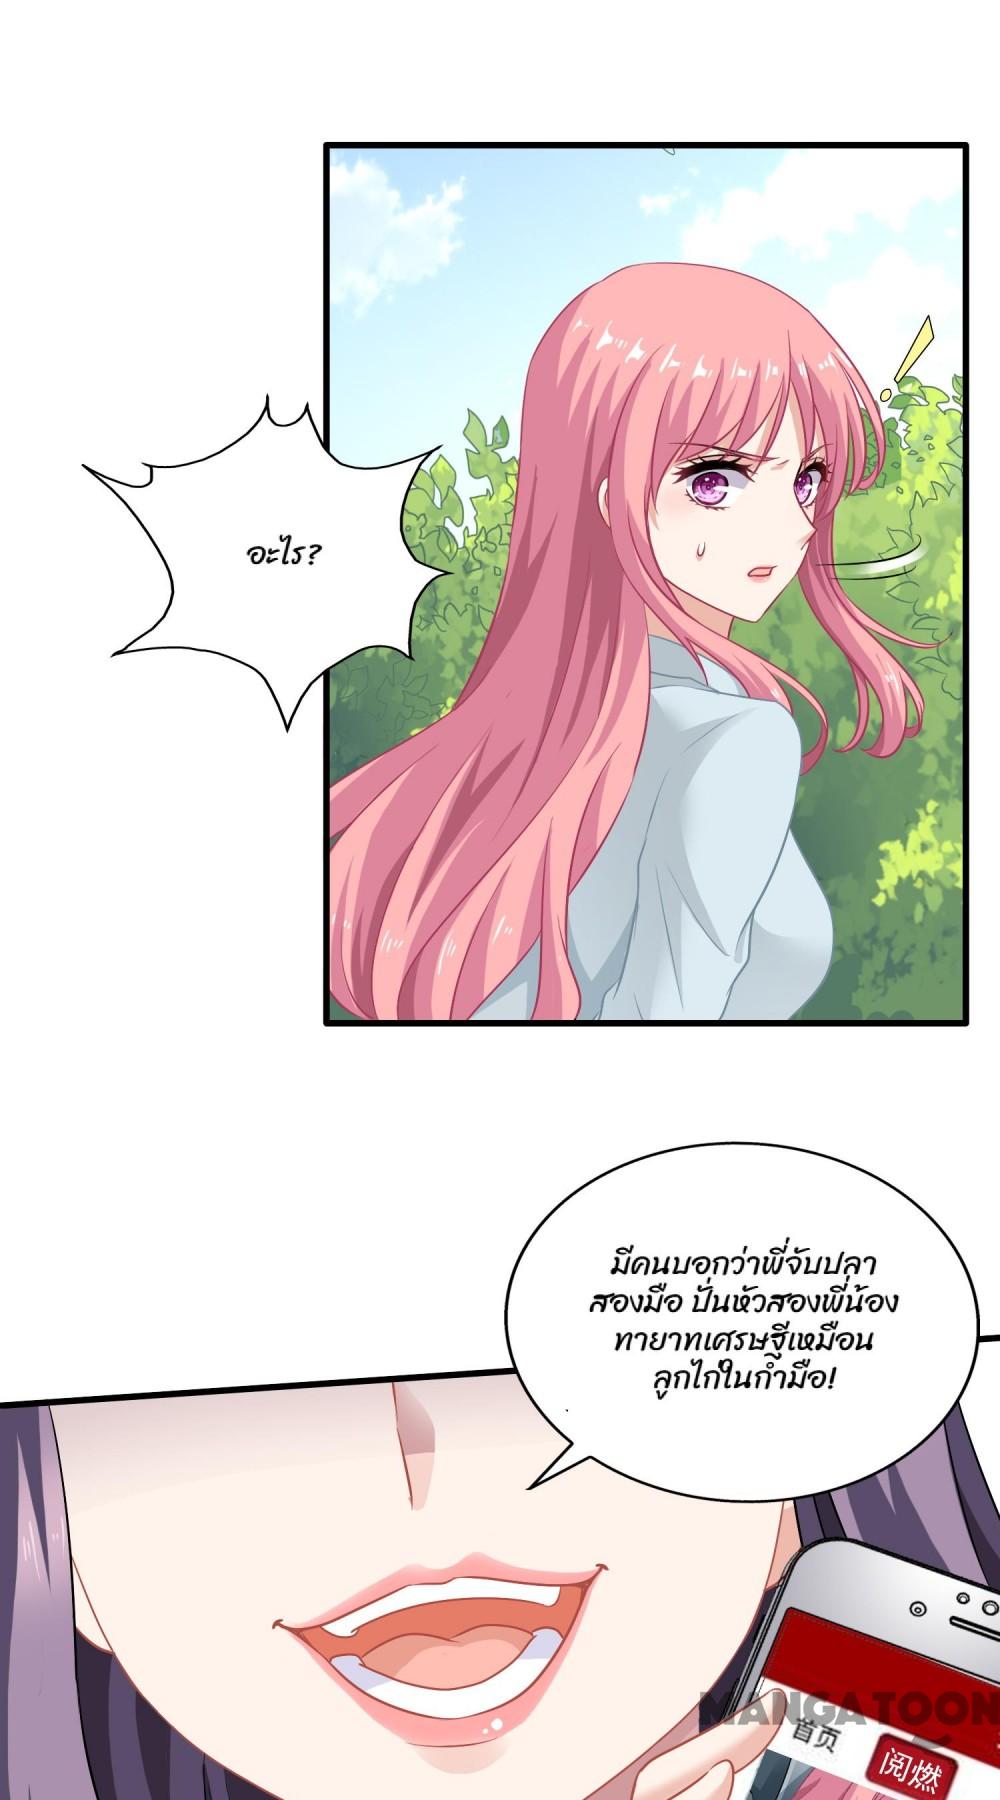 อะไร?
มีคนบอกว่าพี่จับปลา
สองมือ ปั่นหัวสองพี่น้อง
ทายาทเศรษฐีเหมือน
ลูกไก่ในกำมือ!
MANGATOON
首页
阅燃